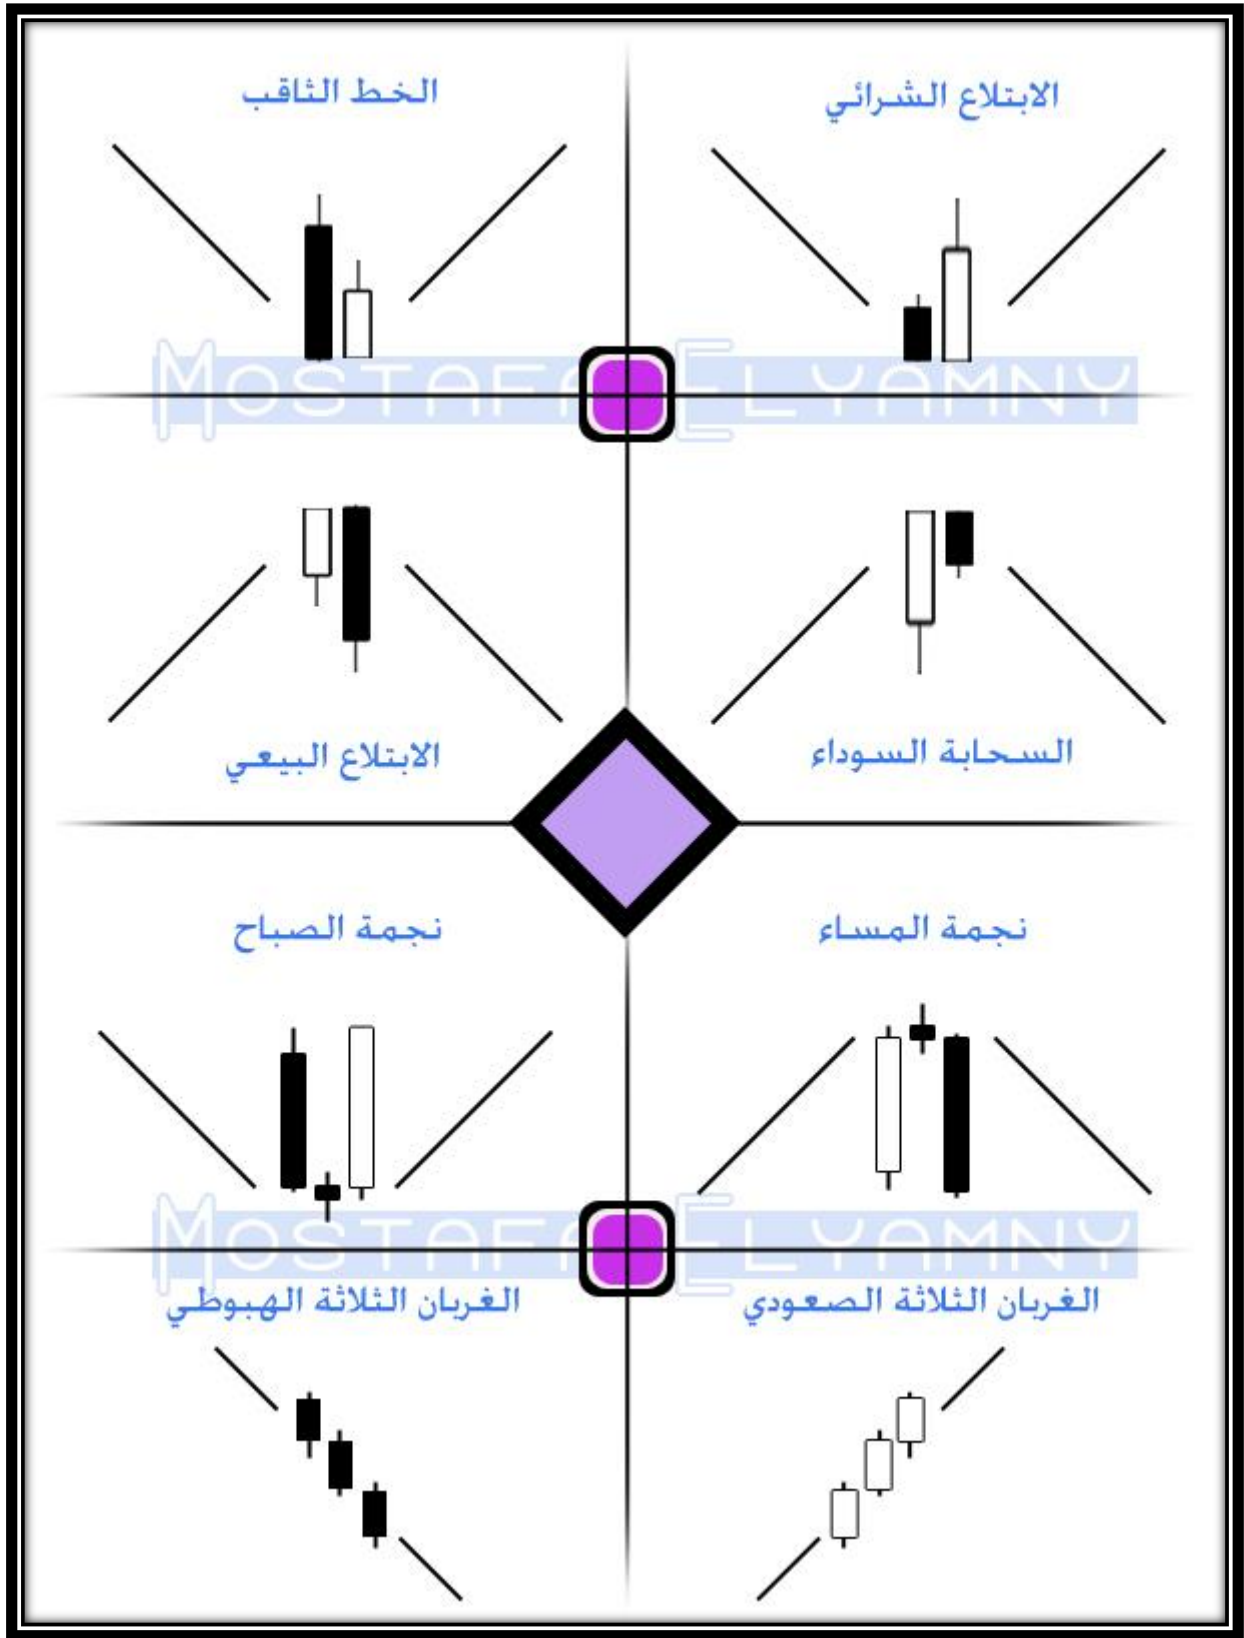 الابتلاع الشرائي
الخط الثاقب
MOSTAFA ELYAMNY
السحابة السوداء
الابتلاع البيعي
نجمة المساء
نجمة الصباح
MOSTAFA ELYAMNY
الغربان الثلاثة الصعودي
الغربان الثلاثة الهبوطي